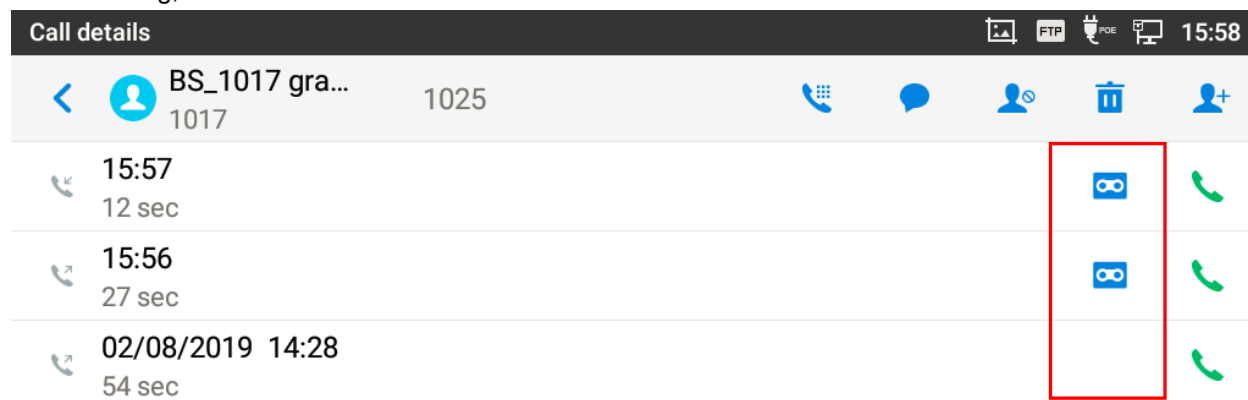 Call details FTP POE 15:58
BS_1017 gra... 1025
1017
15:57
12 sec
15:56
27 sec
02/08/2019 14:28
54 sec